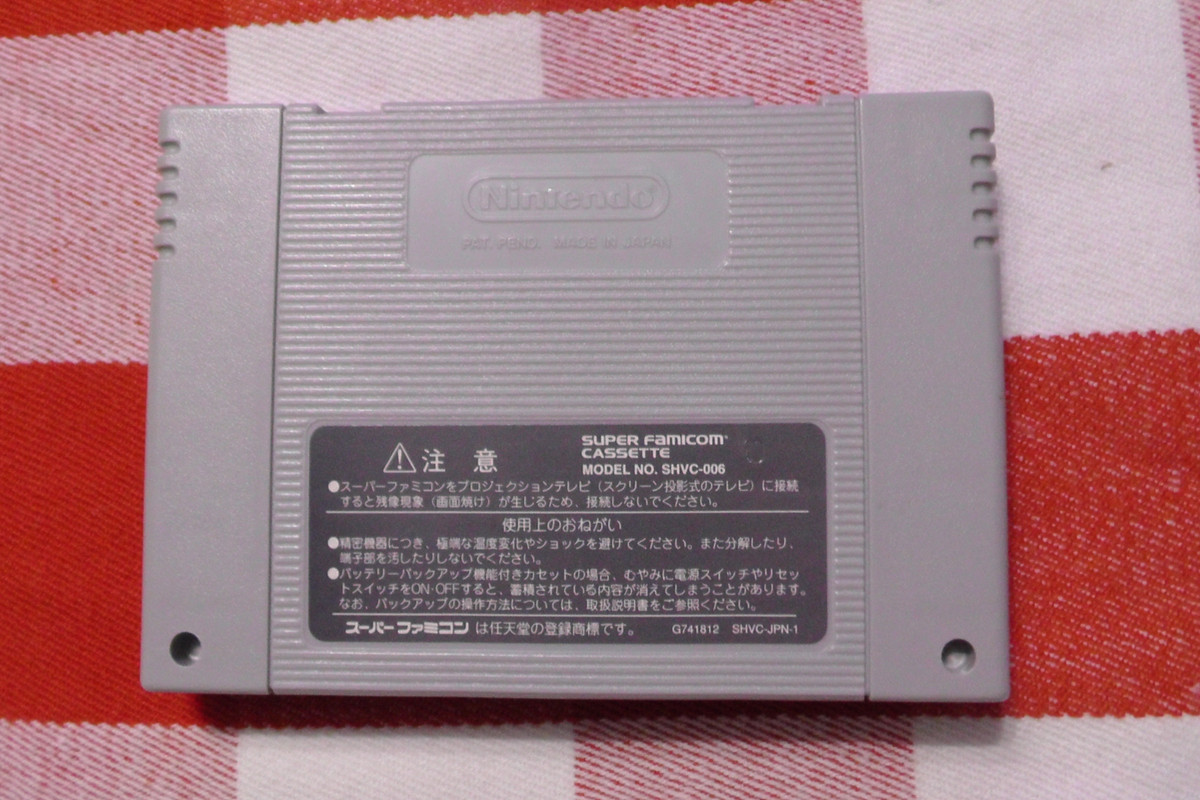 Nintendo®
PAT. PEND. MADE IN JAPAN
⚠注意
SUPER FAMICOM
CASSETTE
MODEL NO. SHVC-006
●スーパーファミコンをプロジェクションテレビ(スクリーン投影式のテレビ)に接続
すると残像現象(画面焼け)が生じるため、接続しないでください。
使用上のおねがい
●精密機器につき、極端な温度変化やショックを避けてください。また分解したり、
端子部を汚したりしないでください。
●バッテリーバックアップ機能付きカセットの場合、むやみに電源スイッチやリセッ
トスイッチをON・OFFすると、蓄積されている内容が消えてしまうことがあります。
なお、バックアップの操作方法については、取扱説明書をご参照ください。
スーパーファミコンは任天堂の登録商標です。 G741812 SHVC-JPN-1